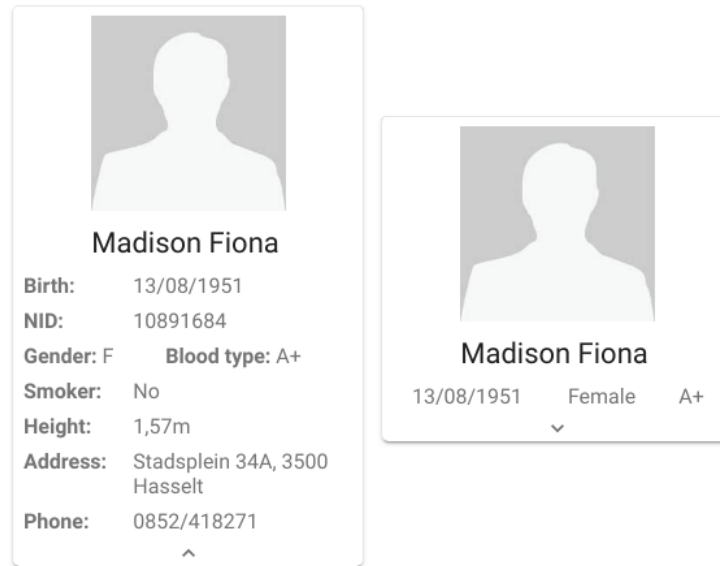 Madison Fiona
Birth: 13/08/1951
NID: 10891684
Gender: F Blood type: A+
Smoker: No
Height: 1,57m
Address: Stadsplein 34A, 3500
Hasselt
Phone: 0852/418271
Madison Fiona
13/08/1951 Female A+